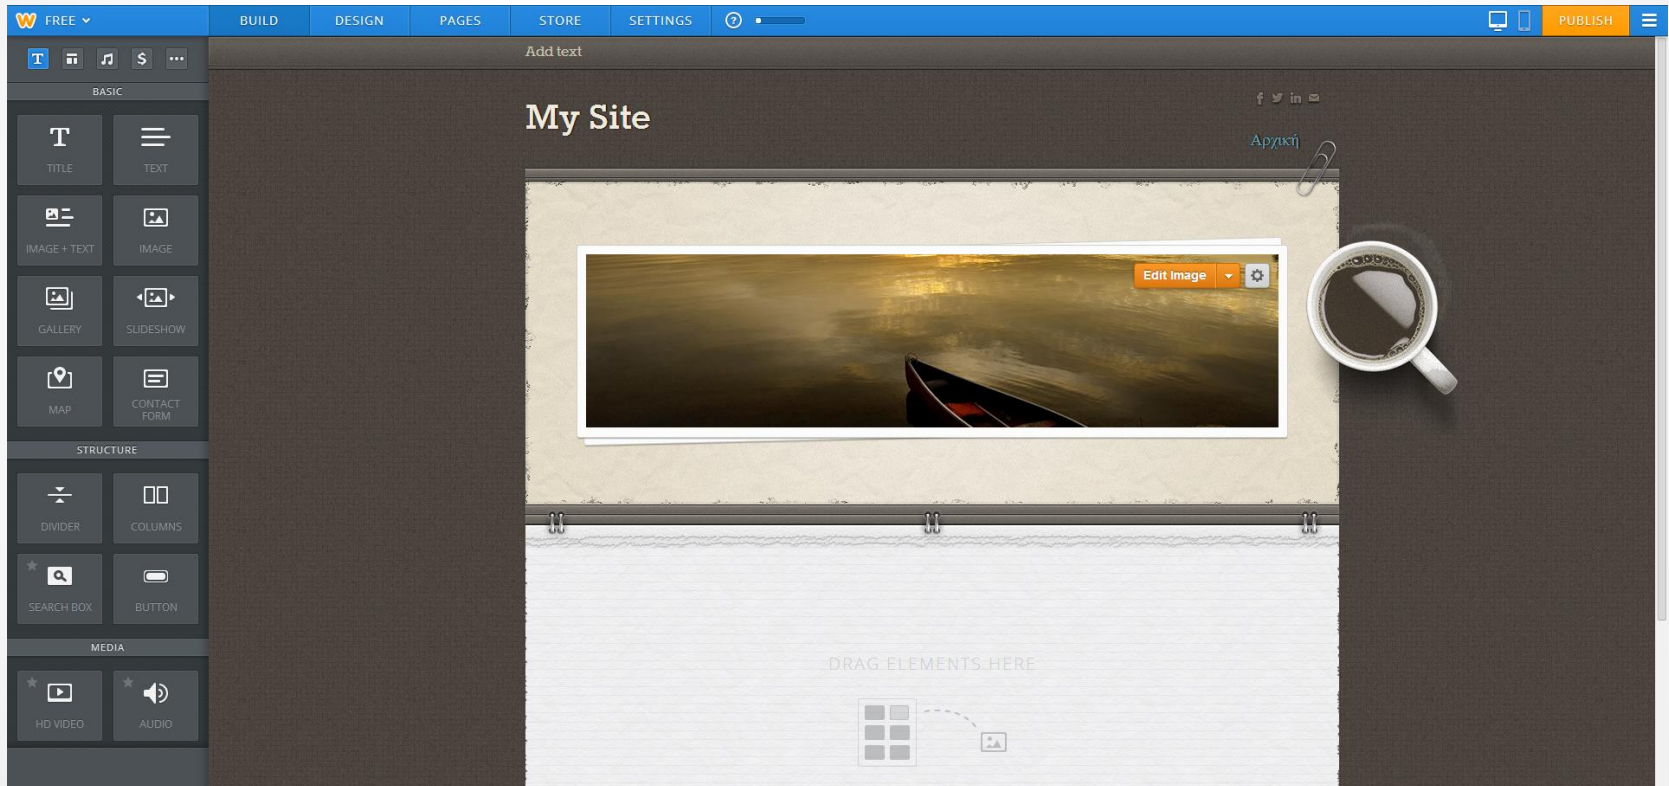 FREE BUILD DESIGN PAGES STORE SETTINGS ? PUBLISH
T $
Add text
BASIC
My Site
Αρχική
T
TITLE TEXT
IMAGE + TEXT IMAGE
Edit Image
GALLERY SLIDESHOW
MAP CONTACT
FORM
STRUCTURE
DIVIDER COLUMNS
SEARCH BOX BUTTON
MEDIA
DRAG ELEMENTS HERE
HD VIDEO AUDIO